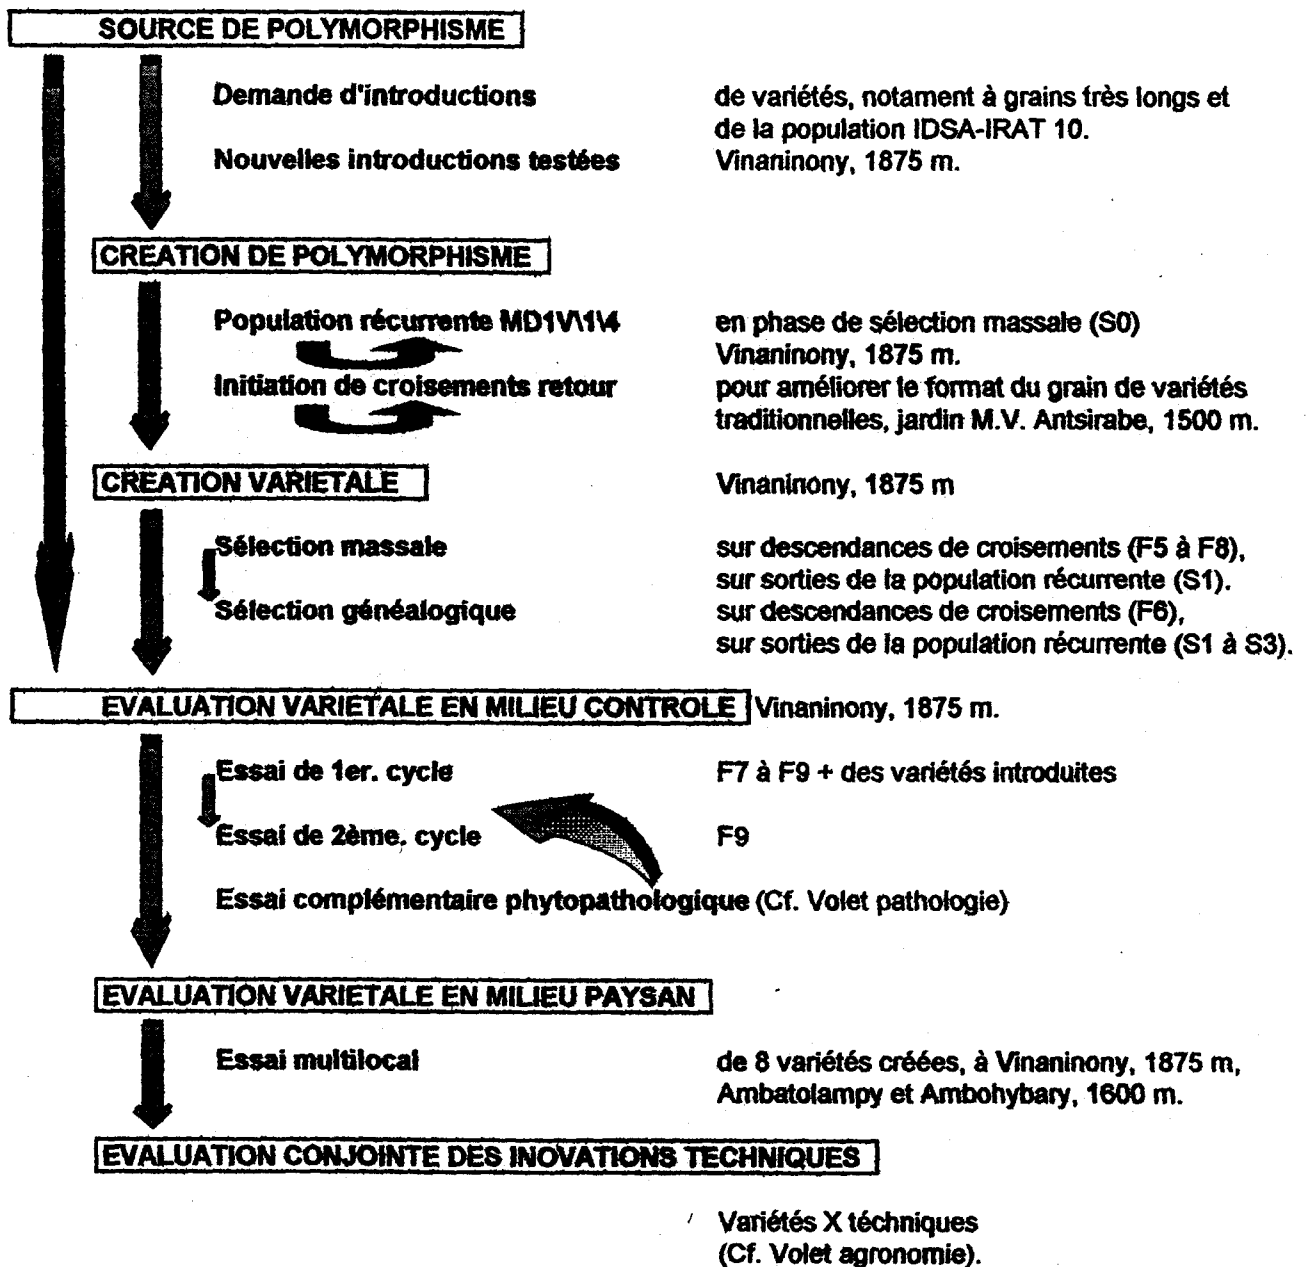 SOURCE DE POLYMORPHISME
Demande d'introductions de variétés, notament à grains très longs et
de la population IDSA-IRAT 10.
Nouvelles introductions testées Vinaninony, 1875 m.
CREATION DE POLYMORPHISME
Population récurrente MD1V\1\4 en phase de sélection massale (S0)
Vinaninony, 1875 m.
Initiation de croisements retour pour améliorer le format du grain de variétés
traditionnelles, jardin M.V. Antsirabe, 1500 m.
CREATION VARIETALE Vinaninony, 1875 m
Sélection massale sur descendances de croisements (F5 à F8),
sur sorties de la population récurrente (S1).
Sélection généalogique sur descendances de croisements (F6),
sur sorties de la population récurrente (S1 à S3).
EVALUATION VARIETALE EN MILIEU CONTROLE Vinaninony, 1875 m.
Essai de 1er. cycle F7 à F9 + des variétés introduites
Essai de 2ème. cycle F9
Essai complémentaire phytopathologique (Cf. Volet pathologie)
EVALUATION VARIETALE EN MILIEU PAYSAN
Essai multilocal de 8 variétés créées, à Vinaninony, 1875 m,
Ambatolampy et Ambohybary, 1600 m.
EVALUATION CONJOINTE DES INOVATIONS TECHNIQUES
Variétés X téchniques
(Cf. Volet agronomie).